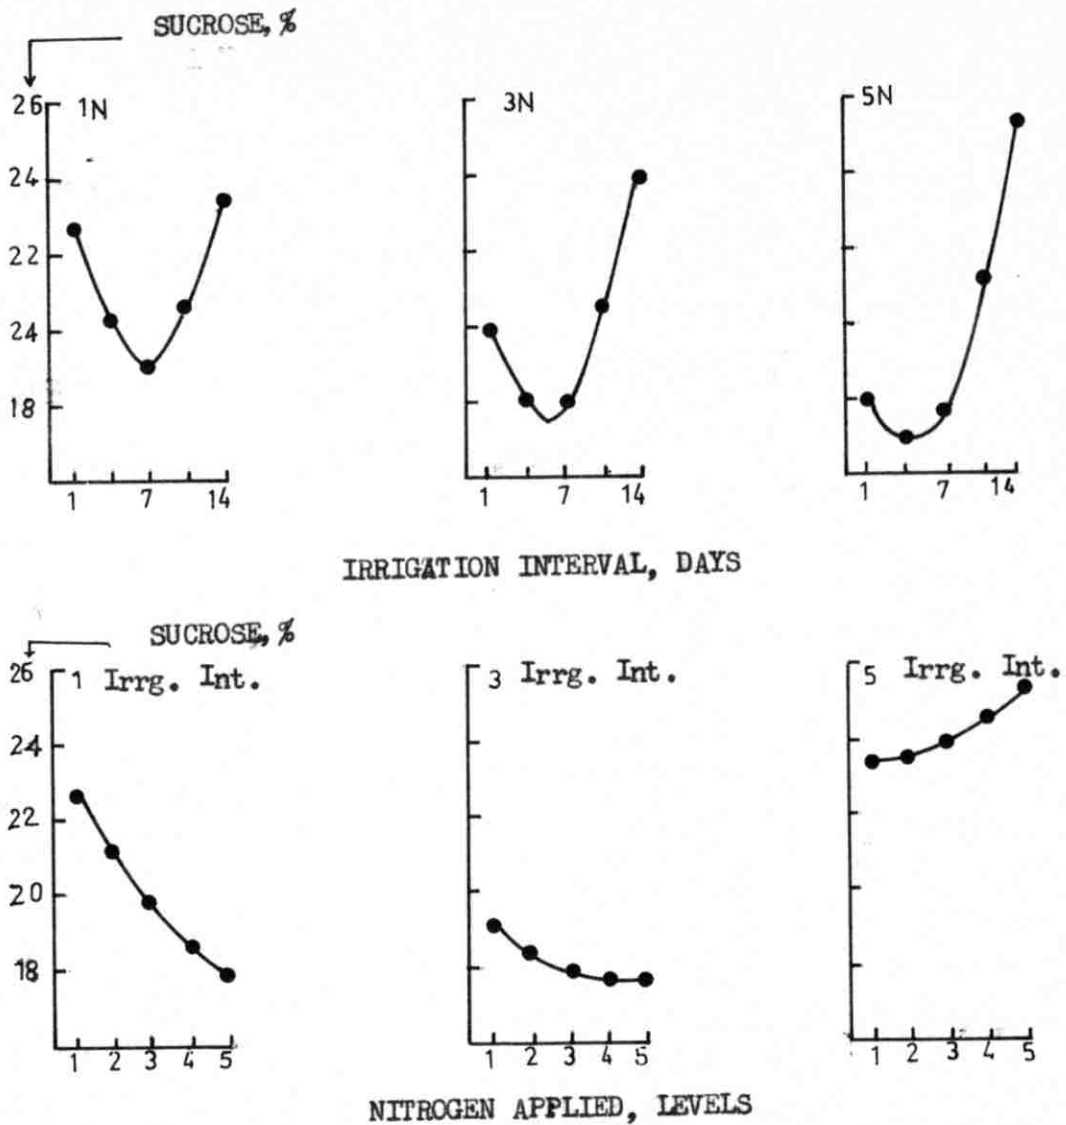 SUCROSE, %
26 1N 3N 5N
24
22
24
18
1 7 14 1 7 14 1 7 14
IRRIGATION INTERVAL, DAYS
SUCROSE, %
26 1 Irrg. Int. 3 Irrg. Int. 5 Irrg. Int.
24
22
20
18
1 2 3 4 5 1 2 3 4 5 1 2 3 4 5
NITROGEN APPLIED, LEVELS